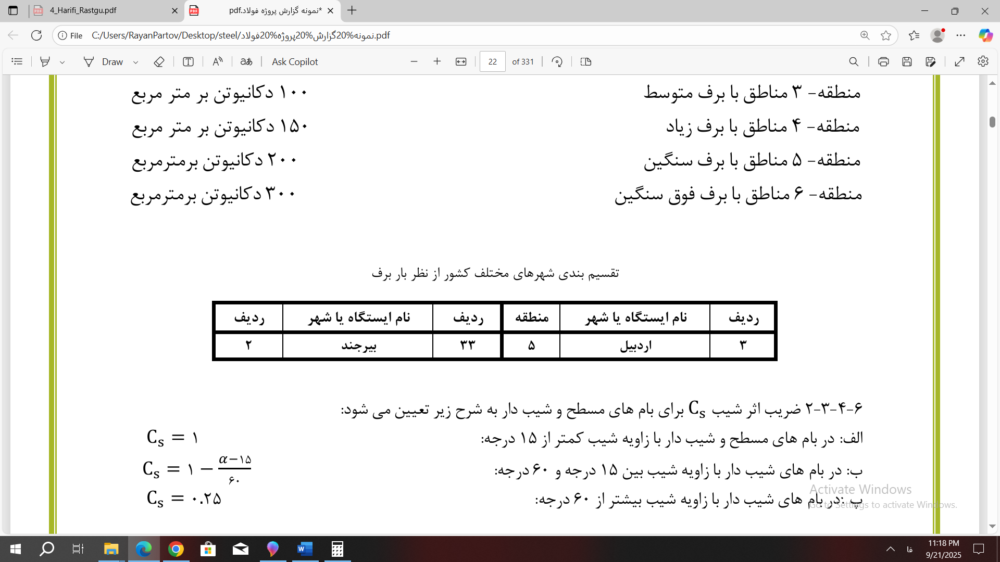 4_Harifi_Rastgu.pdf
*نمونه گزارش پروژه فولاد.pdf
File C:/Users/RayanPartov/Desktop/steel/نمونه%20گزارش%20پروژه%20فولاد.pdf
Draw Ask Copilot 22 of 331
منطقه- ۳ مناطق با برف متوسط ۱۰۰ دکانیوتن بر متر مربع
منطقه- ۴ مناطق با برف زیاد ۱۵۰ دکانیوتن بر متر مربع
منطقه- ۵ مناطق با برف سنگین ۲۰۰ دکانیوتن برمترمربع
منطقه- ۶ مناطق با برف فوق سنگین ۳۰۰ دکانیوتن برمترمربع
تقسیم بندی شهرهای مختلف کشور از نظر بار برف
ردیف نام ایستگاه یا شهر منطقه ردیف نام ایستگاه یا شهر ردیف
۳ اردبیل ۵ ۳۳ بیرجند ۲
۶-۴-۳-۲ ضریب اثر شیب Cs برای بام های مسطح و شیب دار به شرح زیر تعیین می شود:
الف: در بام های مسطح و شیب دار با زاویه شیب کمتر از ۱۵ درجه: Cs = ۱
ب: در بام های شیب دار با زاویه شیب بین ۱۵ درجه و ۶۰ درجه: Cs = ۱ − (α−۱۵)/۶۰
پ :در بام های شیب دار با زاویه شیب بیشتر از ۶۰ درجه: Cs = ۰.۲۵
Activate Windows
Go to Settings to activate Windows.
فا
11:18 PM
9/21/2025